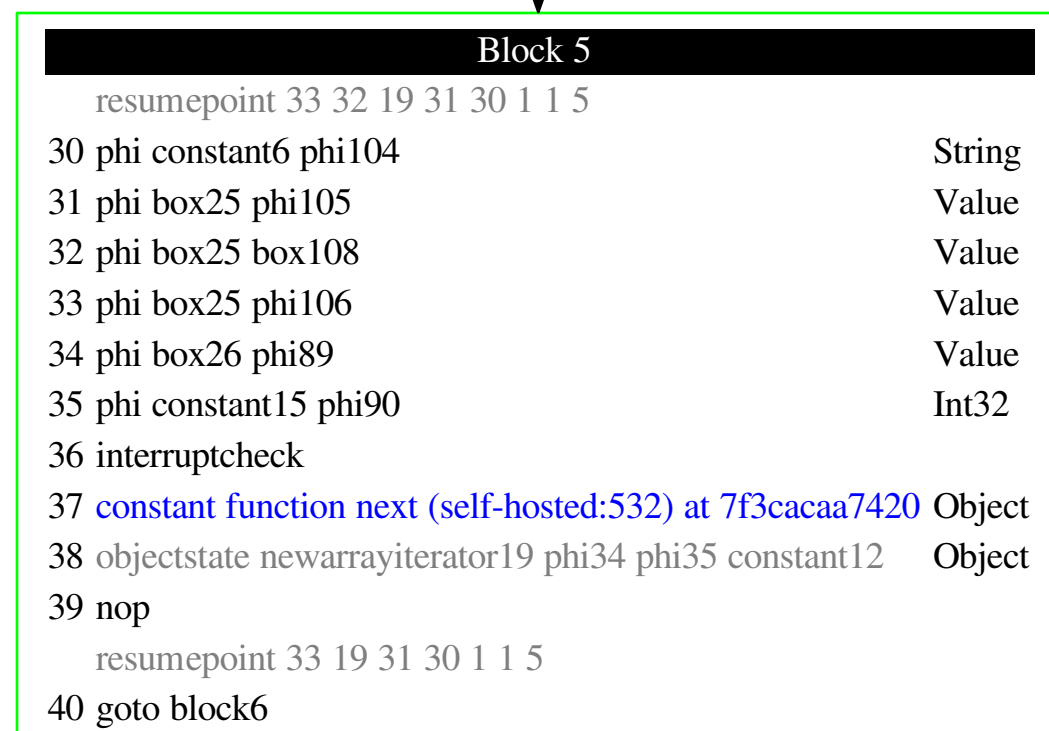 Block 5
resumepoint 33 32 19 31 30 1 1 5
30 phi constant6 phi104 String
31 phi box25 phi105 Value
32 phi box25 box108 Value
33 phi box25 phi106 Value
34 phi box26 phi89 Value
35 phi constant15 phi90 Int32
36 interruptcheck
37 constant function next (self-hosted:532) at 7f3cacaa7420 Object
38 objectstate newarrayiterator19 phi34 phi35 constant12 Object
39 nop
resumepoint 33 19 31 30 1 1 5
40 goto block6